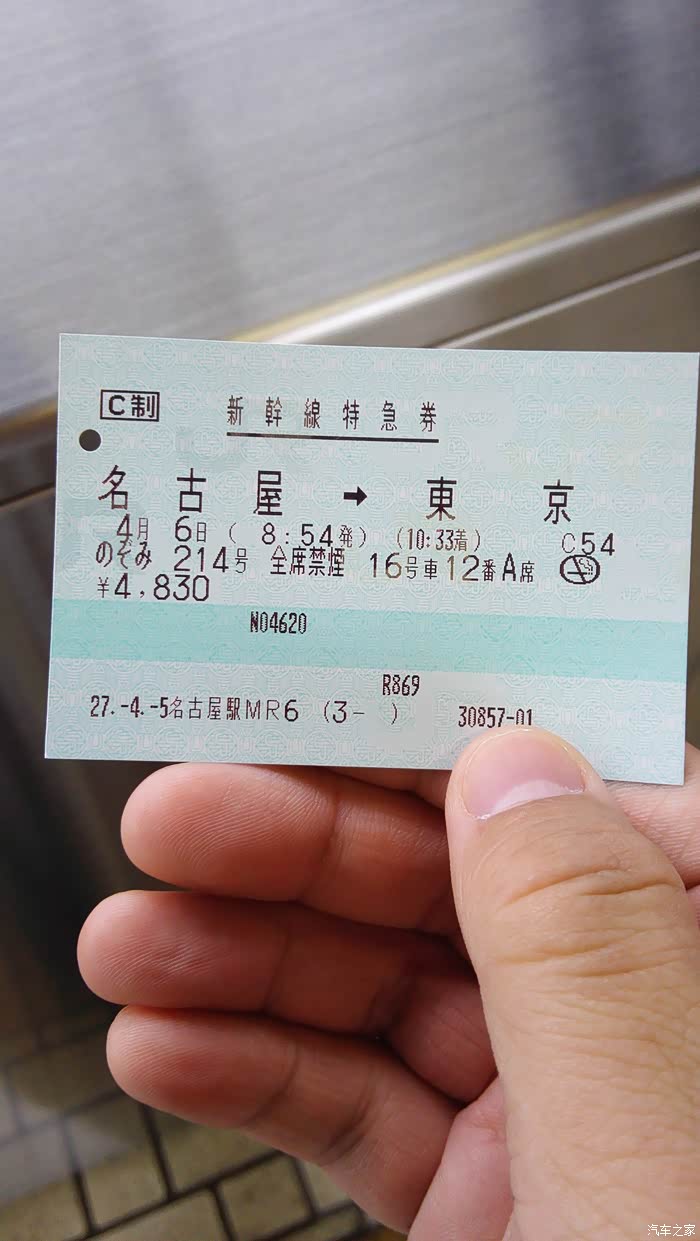 C制
新幹線特急券
名古屋 → 東京
4月 6日 ( 8:54発) (10:33着) C54
のぞみ 214号 全席禁煙 16号車12番A席
¥4,830
N04620
R869
27.-4.-5名古屋駅MR6 (3- ) 30857-01
汽车之家